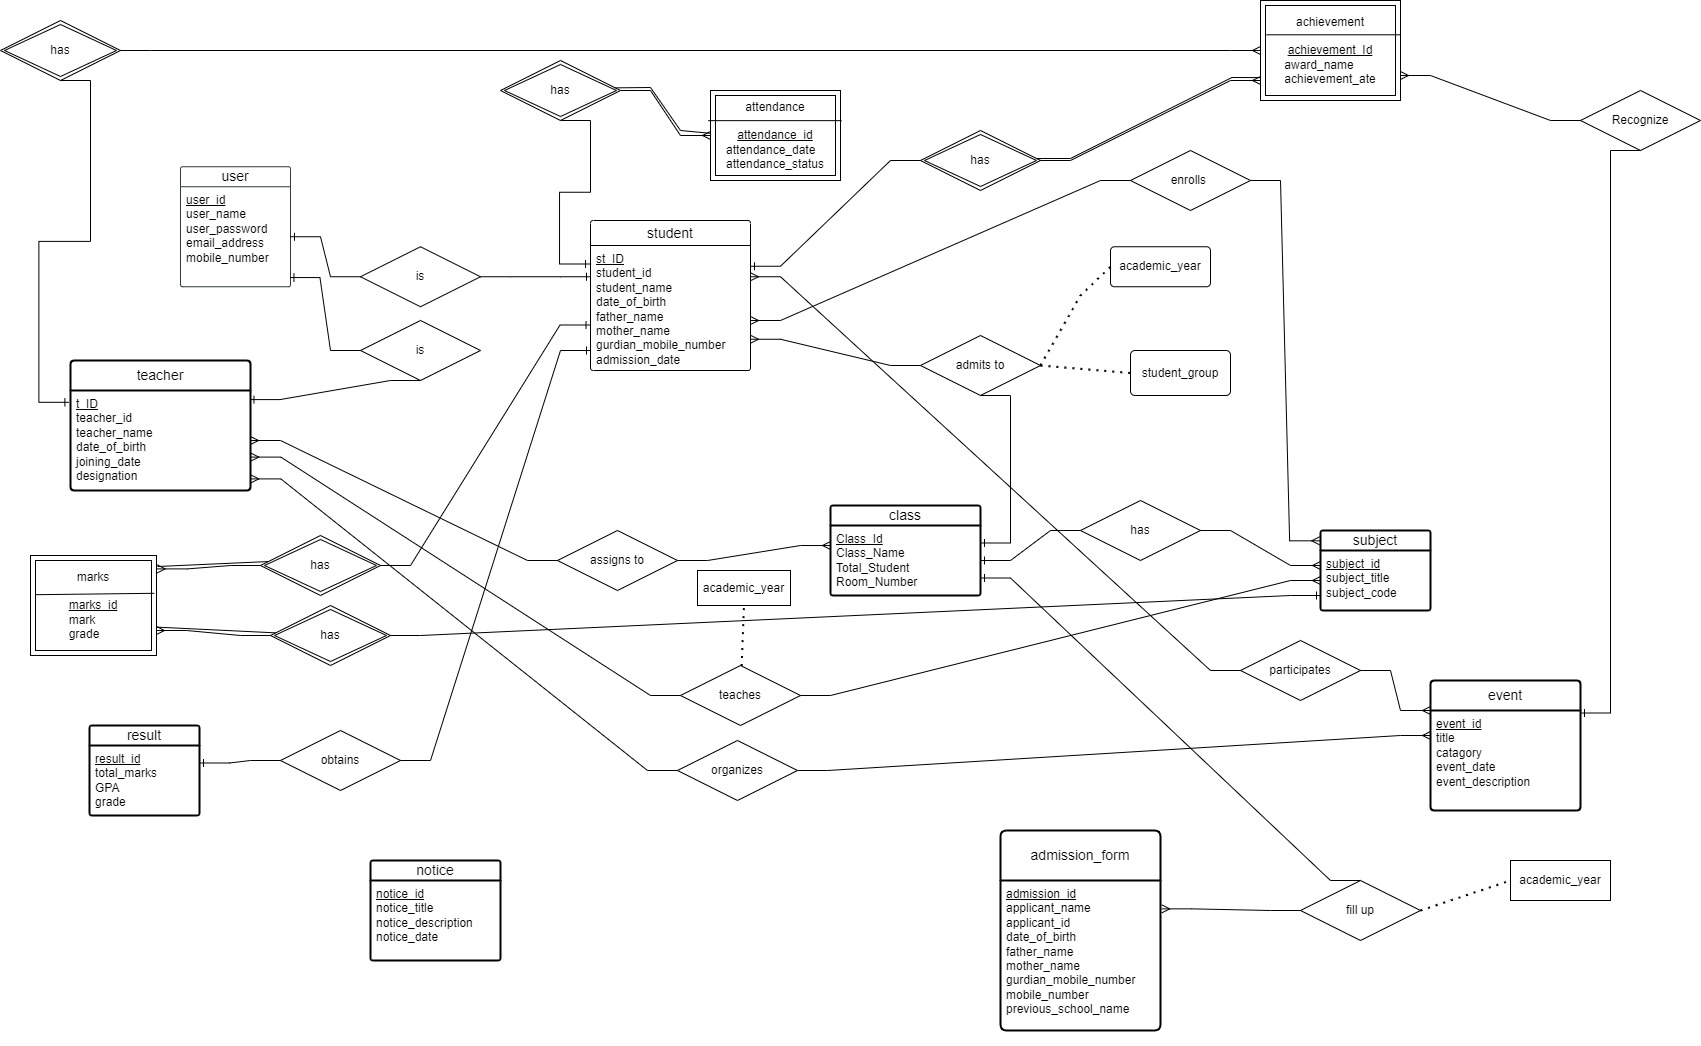 has
achievement
achievement_Id
award_name
achievement_ate
has
attendance
attendance_id
attendance_date
attendance_status
Recognize
has
enrolls
user
user_id
user_name
user_password
email_address
mobile_number
is
student
st_ID
student_id
student_name
date_of_birth
father_name
mother_name
gurdian_mobile_number
admission_date
academic_year
is
admits to
student_group
teacher
t_ID
teacher_id
teacher_name
date_of_birth
joining_date
designation
class
Class_Id
Class_Name
Total_Student
Room_Number
has
subject
subject_id
subject_title
subject_code
marks
marks_id
mark
grade
has
assigns to
academic_year
has
teaches
participates
event
event_id
title
catagory
event_date
event_description
result
result_id
total_marks
GPA
grade
obtains
organizes
notice
notice_id
notice_title
notice_description
notice_date
admission_form
admission_id
applicant_name
applicant_id
date_of_birth
father_name
mother_name
gurdian_mobile_number
mobile_number
previous_school_name
fill up
academic_year